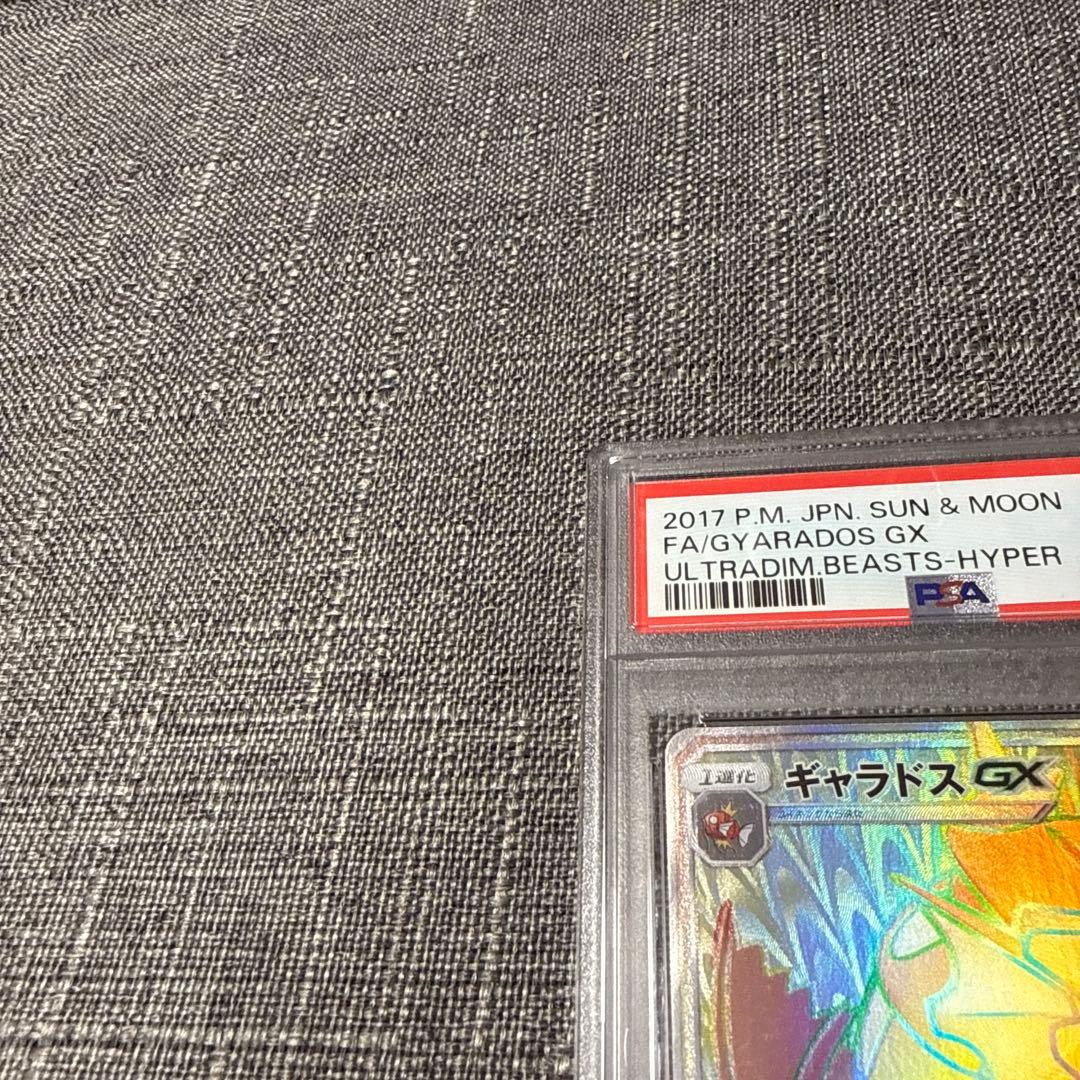 2017 P.M. JPN. SUN & MOON
FA/GYARADOS GX
ULTRADIM.BEASTS-HYPER
PSA
1進化
ギャラドスGX